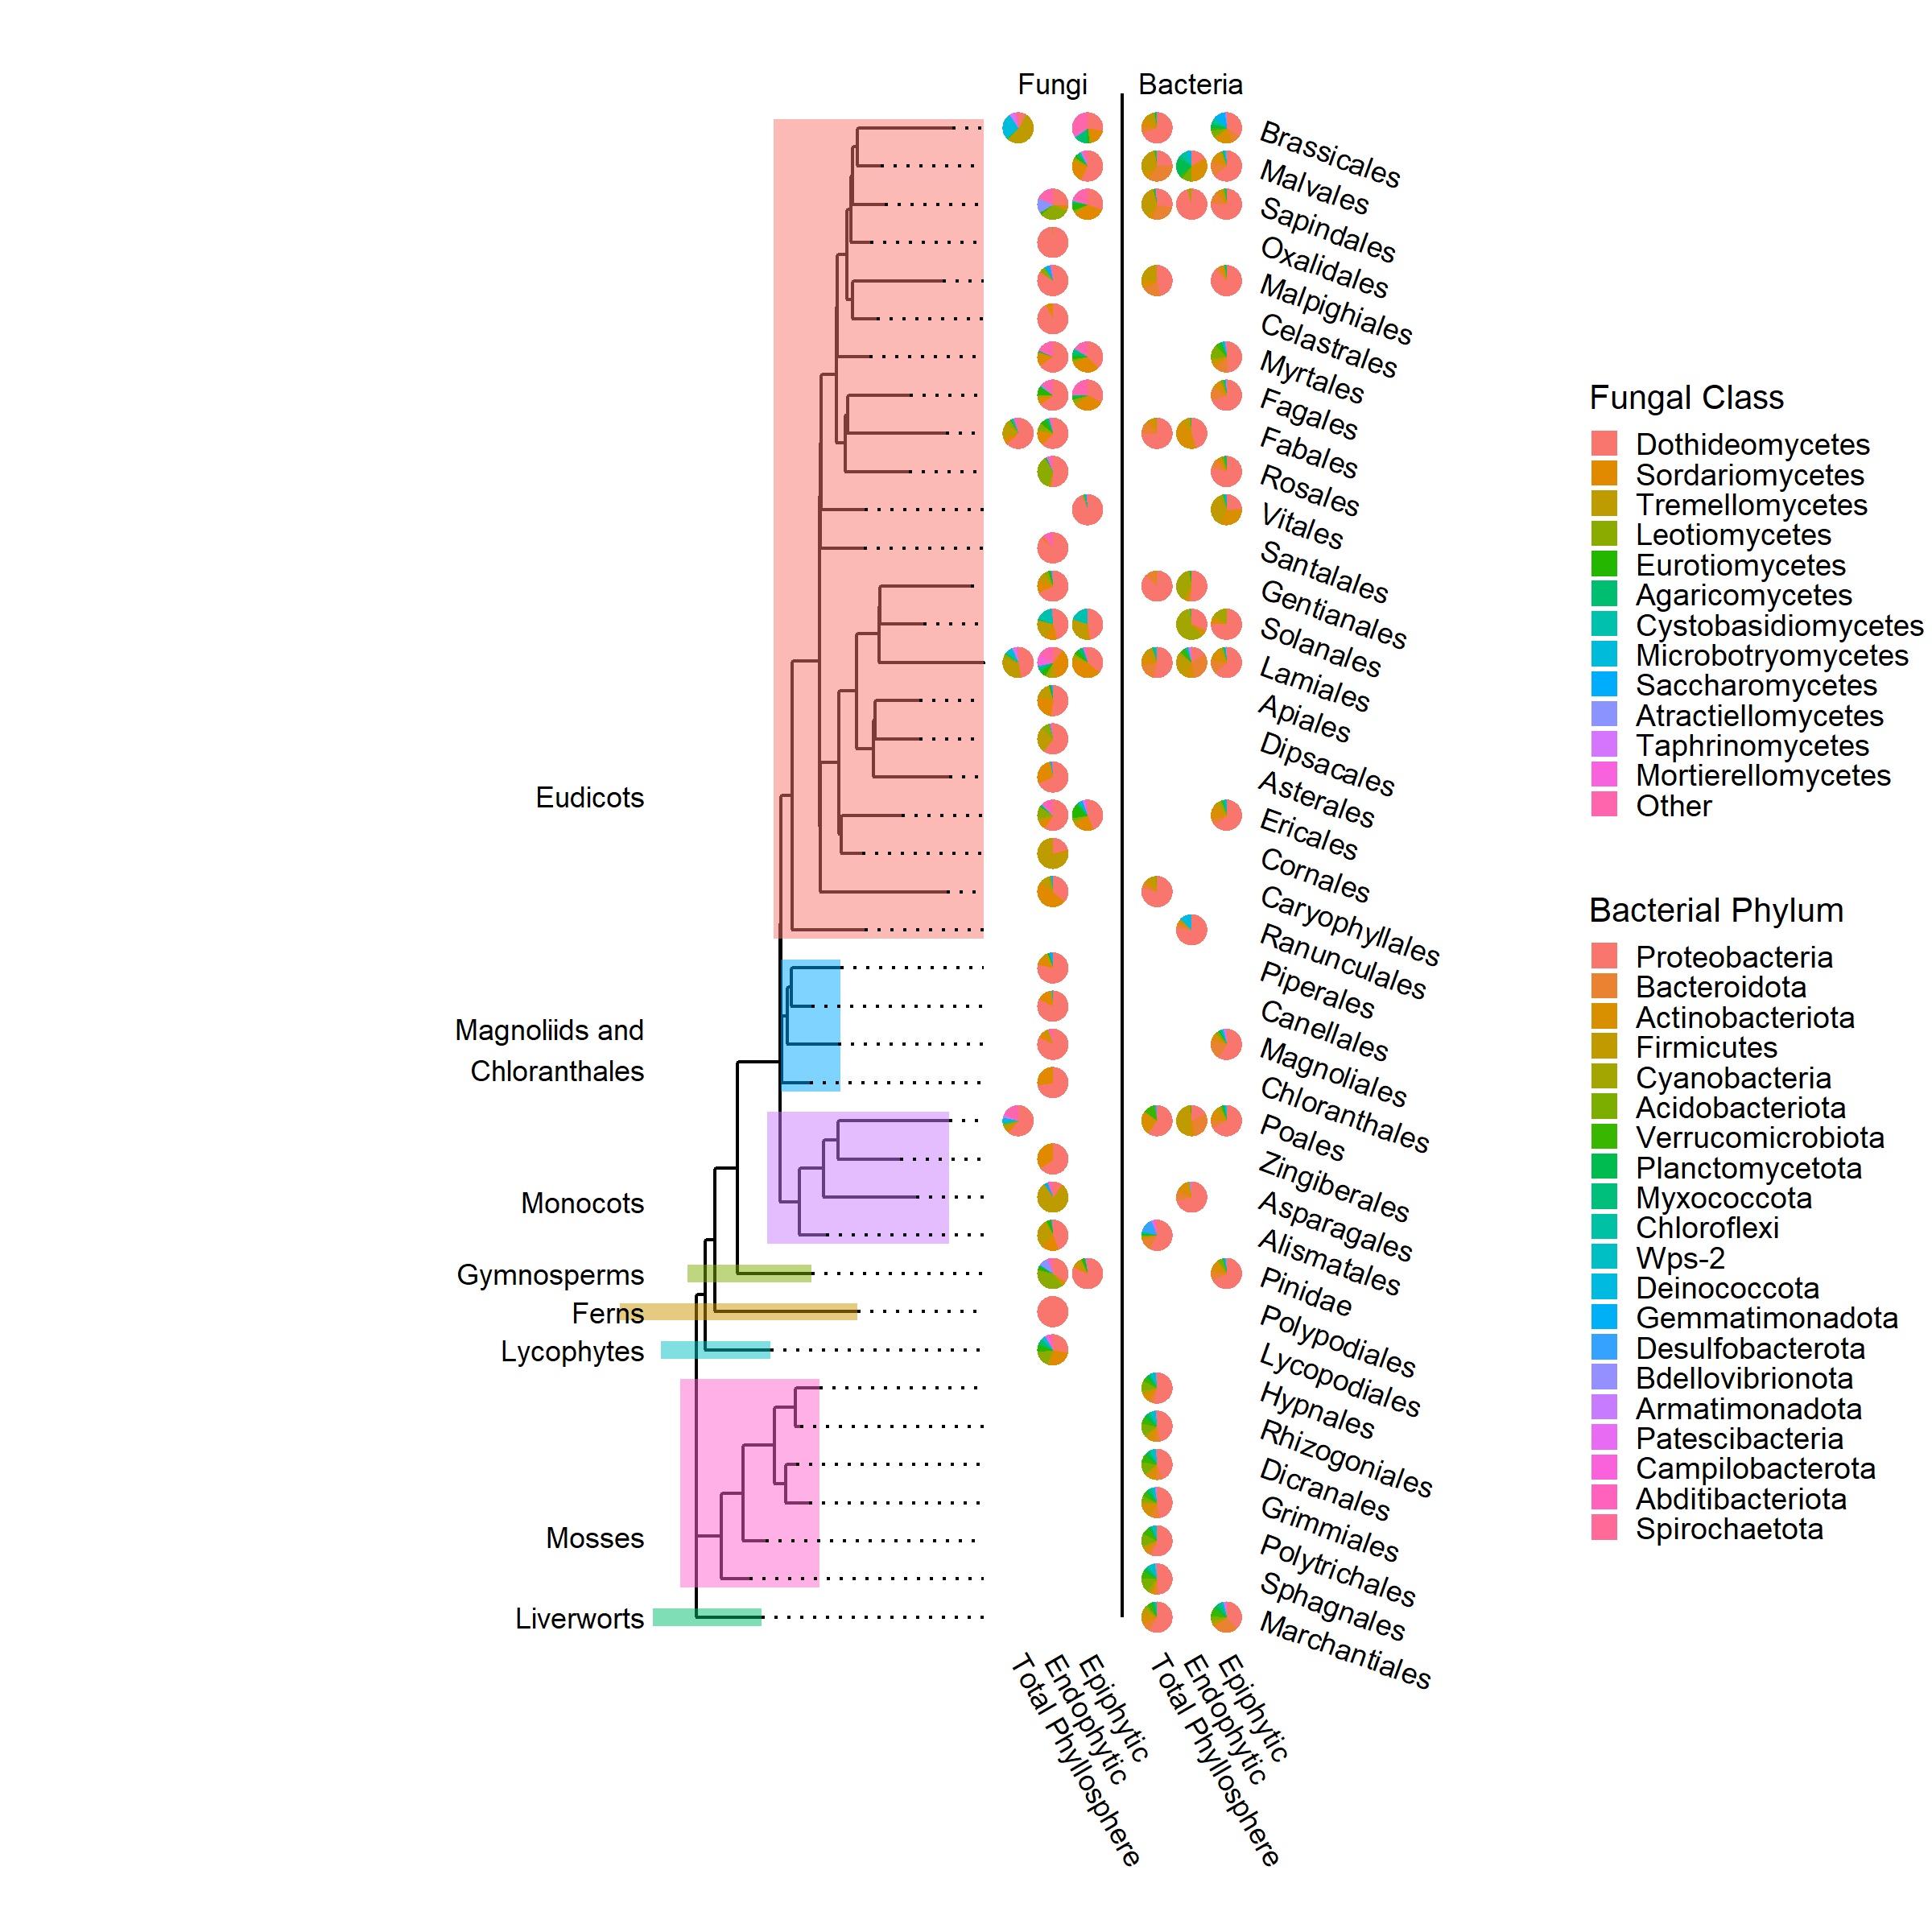 Fungi
Bacteria
Brassicales
Malvales
Sapindales
Oxalidales
Malpighiales
Celastrales
Myrtales
Fagales
Fabales
Rosales
Vitales
Santalales
Gentianales
Solanales
Lamiales
Apiales
Dipsacales
Asterales
Ericales
Cornales
Caryophyllales
Ranunculales
Piperales
Canellales
Magnoliales
Chloranthales
Poales
Zingiberales
Asparagales
Alismatales
Pinidae
Polypodiales
Lycopodiales
Hypnales
Rhizogoniales
Dicranales
Grimmiales
Polytrichales
Sphagnales
Marchantiales
Eudicots
Magnoliids and
Chloranthales
Monocots
Gymnosperms
Ferns
Lycophytes
Mosses
Liverworts
Total Phyllosphere
Endophytic
Epiphytic
Total Phyllosphere
Endophytic
Epiphytic
Fungal Class
Dothideomycetes
Sordariomycetes
Tremellomycetes
Leotiomycetes
Eurotiomycetes
Agaricomycetes
Cystobasidiomycetes
Microbotryomycetes
Saccharomycetes
Atractiellomycetes
Taphrinomycetes
Mortierellomycetes
Other
Bacterial Phylum
Proteobacteria
Bacteroidota
Actinobacteriota
Firmicutes
Cyanobacteria
Acidobacteriota
Verrucomicrobiota
Planctomycetota
Myxococcota
Chloroflexi
Wps-2
Deinococcota
Gemmatimonadota
Desulfobacterota
Bdellovibrionota
Armatimonadota
Patescibacteria
Campilobacterota
Abditibacteriota
Spirochaetota